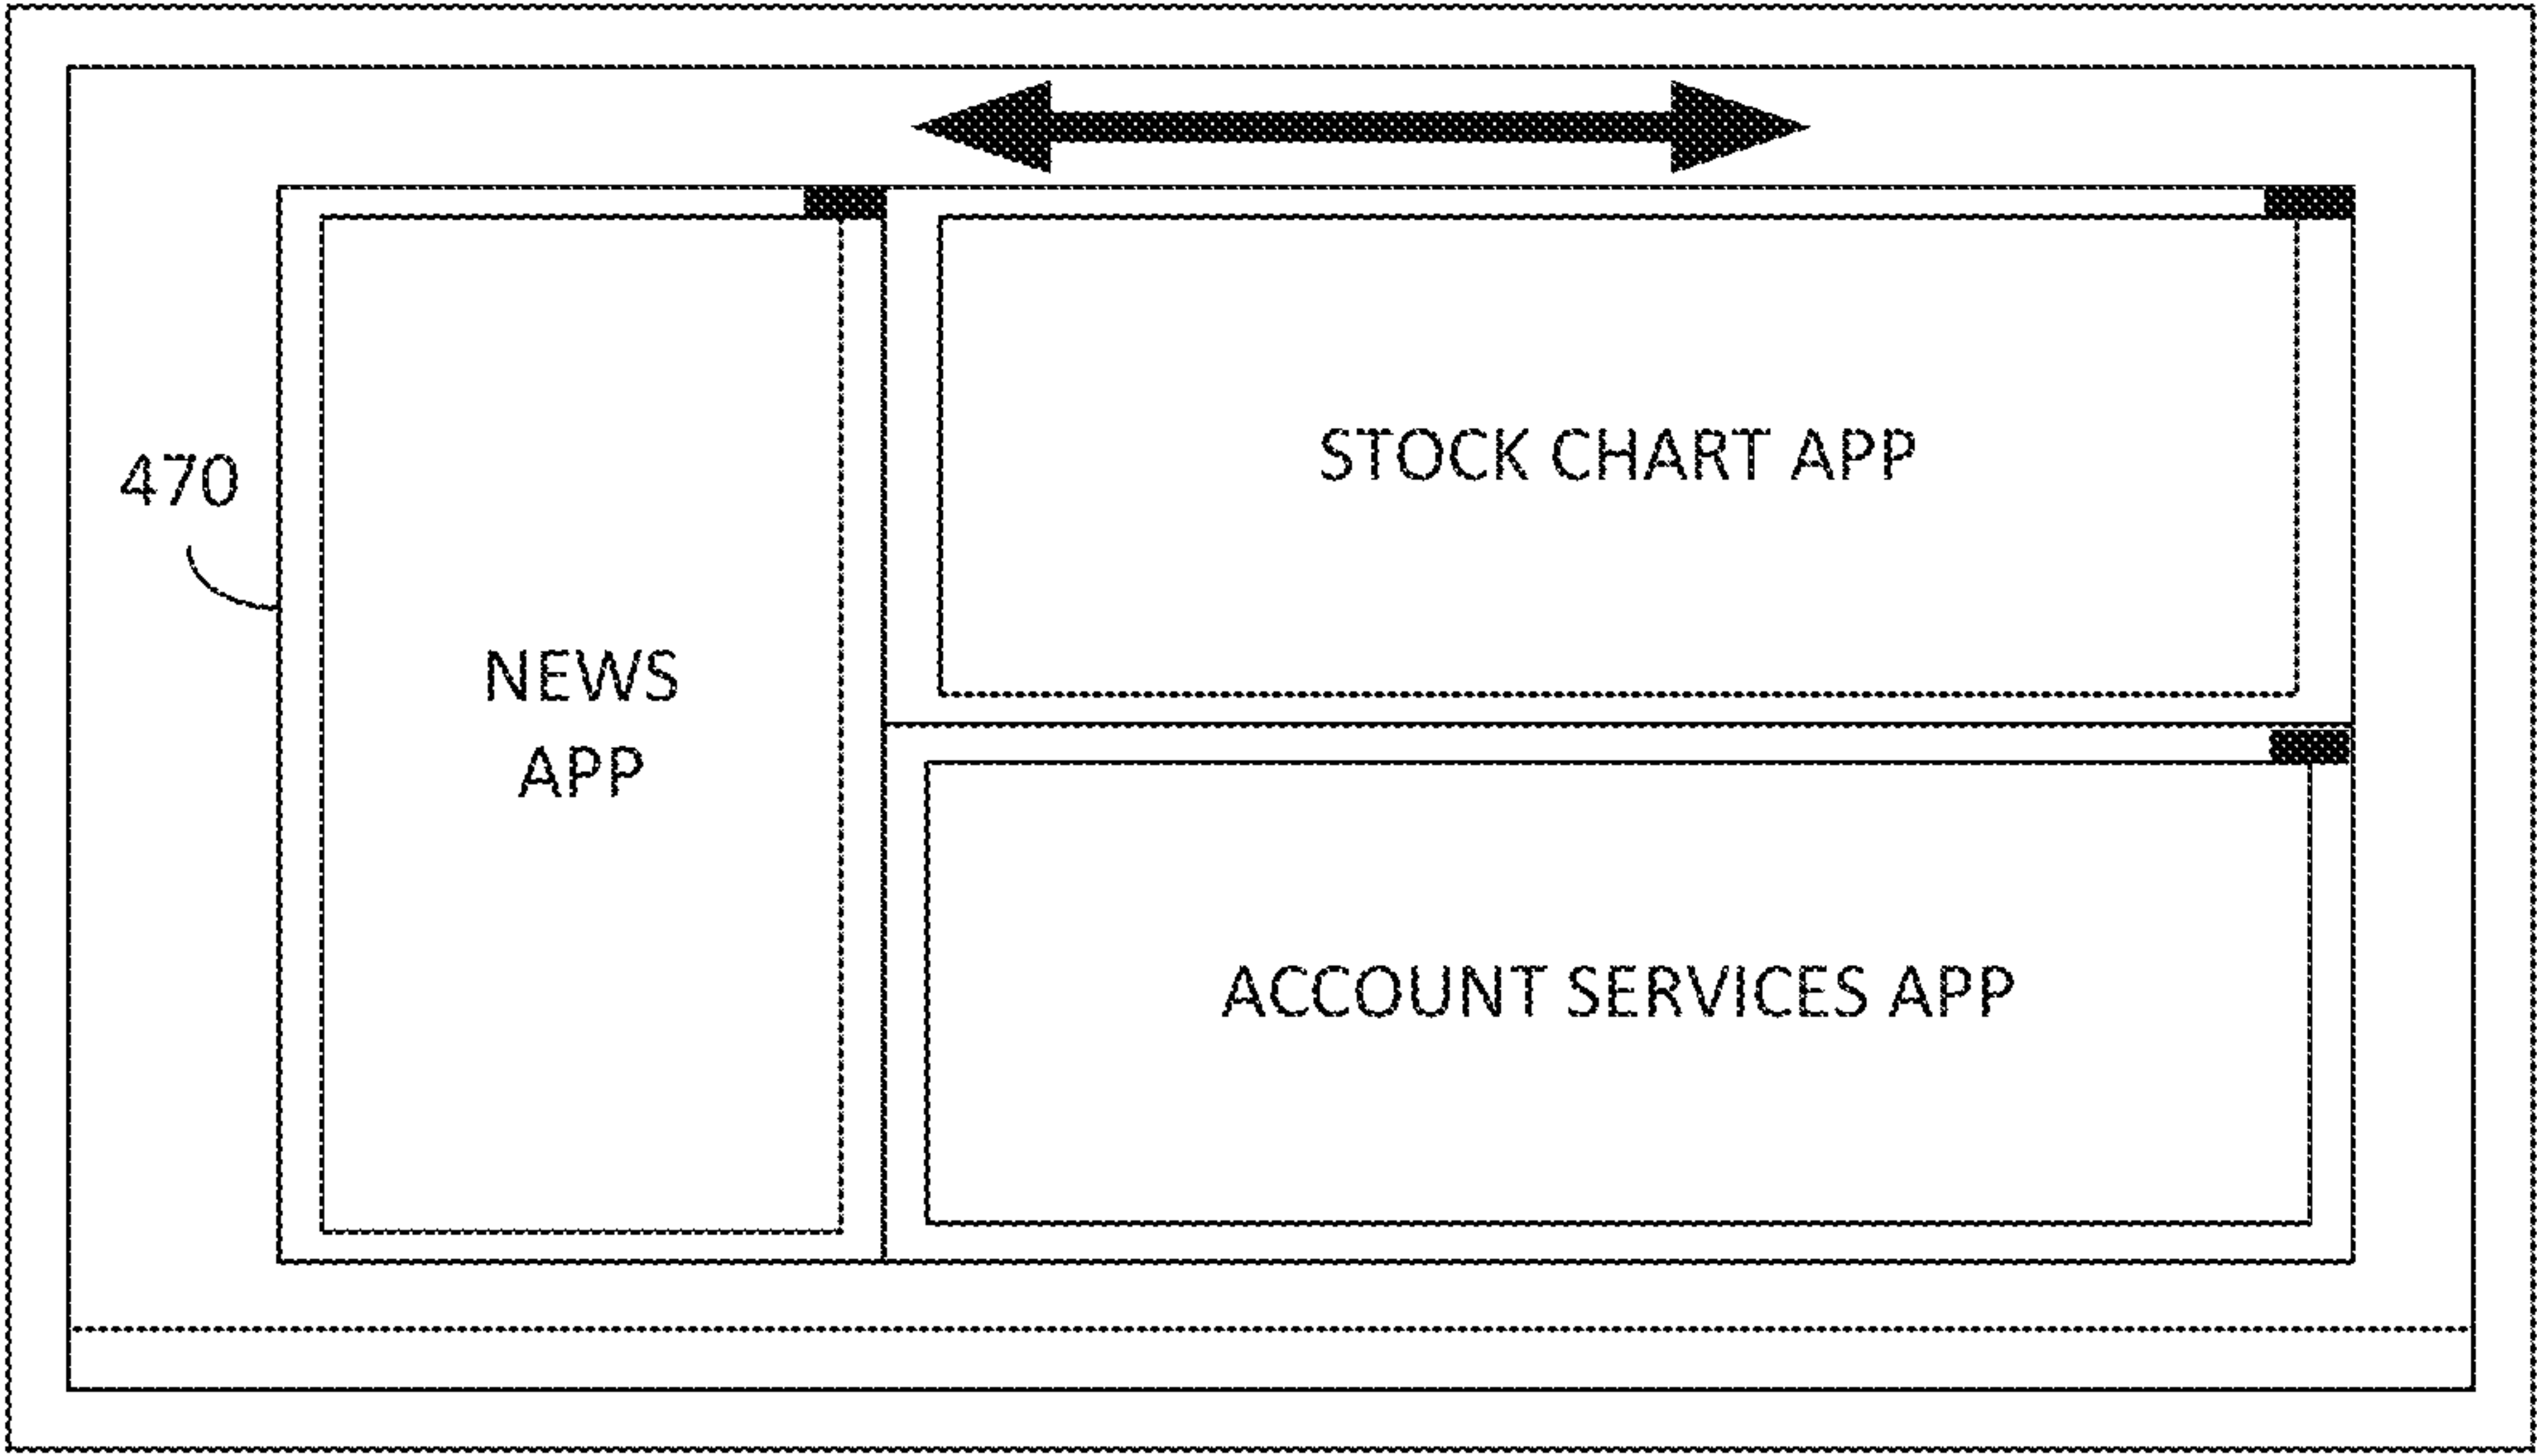 470
NEWS
APP
STOCK CHART APP
ACCOUNT SERVICES APP